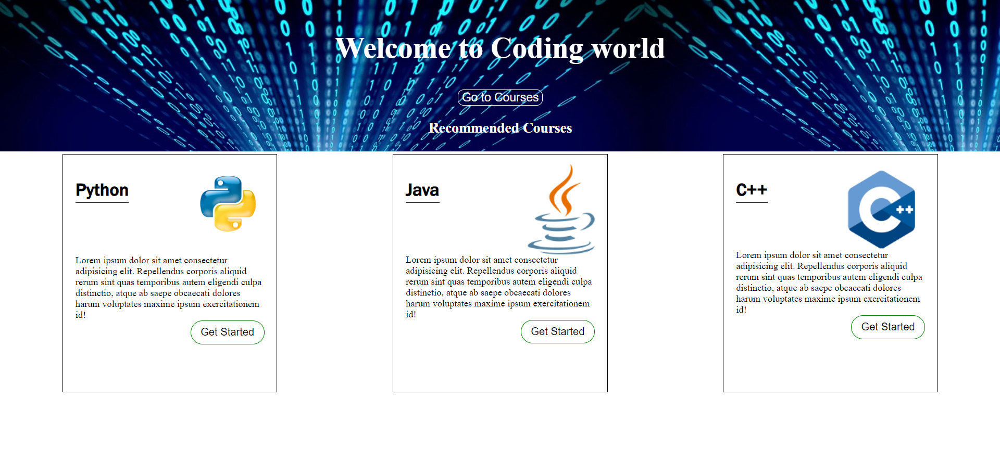 Welcome to Coding world
Go to Courses
Recommended Courses
Python
Lorem ipsum dolor sit amet consectetur
adipisicing elit. Repellendus corporis aliquid
rerum sint quas temporibus autem eligendi culpa
distinctio, atque ab saepe obcaecati dolores
harum voluptates maxime ipsum exercitationem
id!
Get Started
Java
Lorem ipsum dolor sit amet consectetur
adipisicing elit. Repellendus corporis aliquid
rerum sint quas temporibus autem eligendi culpa
distinctio, atque ab saepe obcaecati dolores
harum voluptates maxime ipsum exercitationem
id!
Get Started
C++
C++
Lorem ipsum dolor sit amet consectetur
adipisicing elit. Repellendus corporis aliquid
rerum sint quas temporibus autem eligendi culpa
distinctio, atque ab saepe obcaecati dolores
harum voluptates maxime ipsum exercitationem
id!
Get Started